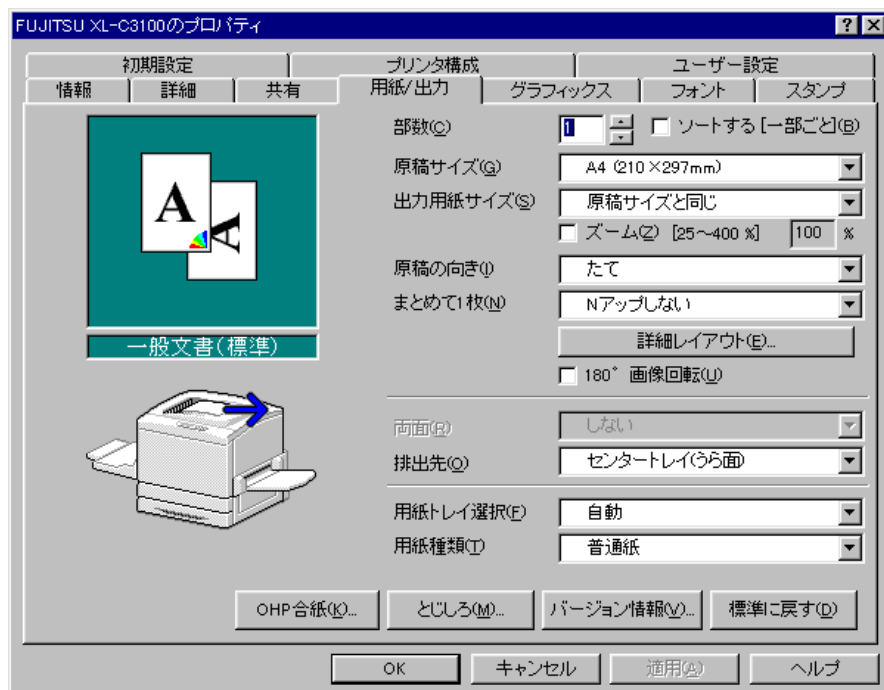 FUJITSU XL-C3100のプロパティ
初期設定 プリンタ構成 ユーザー設定
情報 詳細 共有 用紙/出力 グラフィックス フォント スタンプ
部数(C) 1 ソートする [一部ごと](B)
原稿サイズ(G) A4 (210×297mm)
出力用紙サイズ(S) 原稿サイズと同じ
ズーム(Z) [25～400 %] 100 %
原稿の向き(I) たて
まとめて1枚(N) Nアップしない
詳細レイアウト(E)...
180° 画像回転(U)
A
A
一般文書(標準)
両面(R) しない
排出先(O) センタートレイ(うら面)
用紙トレイ選択(F) 自動
用紙種類(T) 普通紙
OHP合紙(K)... とじしろ(M)... バージョン情報(V)... 標準に戻す(D)
OK キャンセル 適用(A) ヘルプ